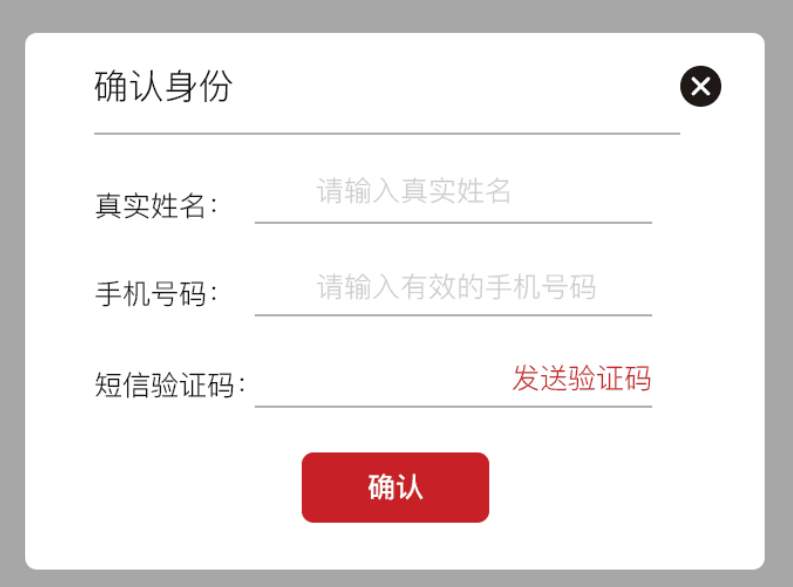 确认身份
真实姓名： 请输入真实姓名
手机号码： 请输入有效的手机号码
短信验证码： 发送验证码
确认